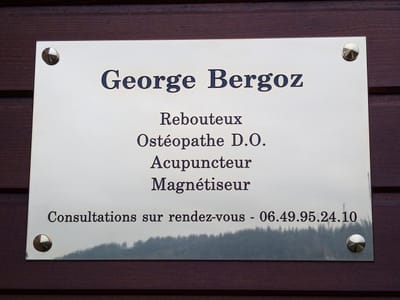 George Bergoz
Rebouteux
Ostéopathe D.O.
Acupuncteur
Magnétiseur
Consultations sur rendez-vous - 06.49.95.24.10